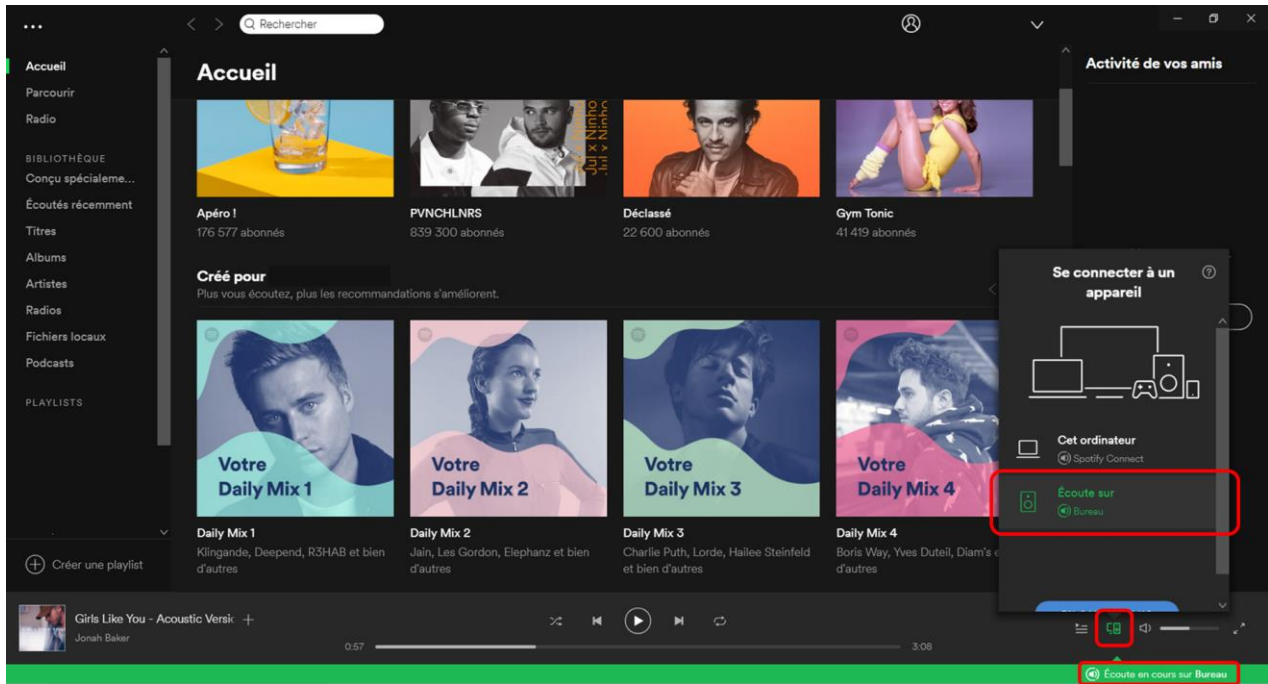 Rechercher
Accueil
Parcourir
Radio
BIBLIOTHÈQUE
Conçu spécialeme...
Écoutés récemment
Titres
Albums
Artistes
Radios
Fichiers locaux
Podcasts
PLAYLISTS
Créer une playlist
Accueil
Jul x Ninho
Jul x Ninho
Apéro !
176 577 abonnés
PVNCHLNRS
839 300 abonnés
Déclassé
22 600 abonnés
Gym Tonic
41 419 abonnés
Créé pour
Plus vous écoutez, plus les recommandations s'améliorent.
Votre
Daily Mix 1
Votre
Daily Mix 2
Votre
Daily Mix 3
Votre
Daily Mix 4
Daily Mix 1
Klingande, Deepend, R3HAB et bien
d'autres
Daily Mix 2
Jain, Les Gordon, Elephanz et bien
d'autres
Daily Mix 3
Charlie Puth, Lorde, Hailee Steinfeld
et bien d'autres
Daily Mix 4
Boris Way, Yves Duteil, Diam's
d'autres
Activité de vos amis
Se connecter à un
appareil
Cet ordinateur
Spotify Connect
Écoute sur
Bureau
Girls Like You - Acoustic Versic
Jonah Baker
0:57
3:08
Écoute en cours sur Bureau